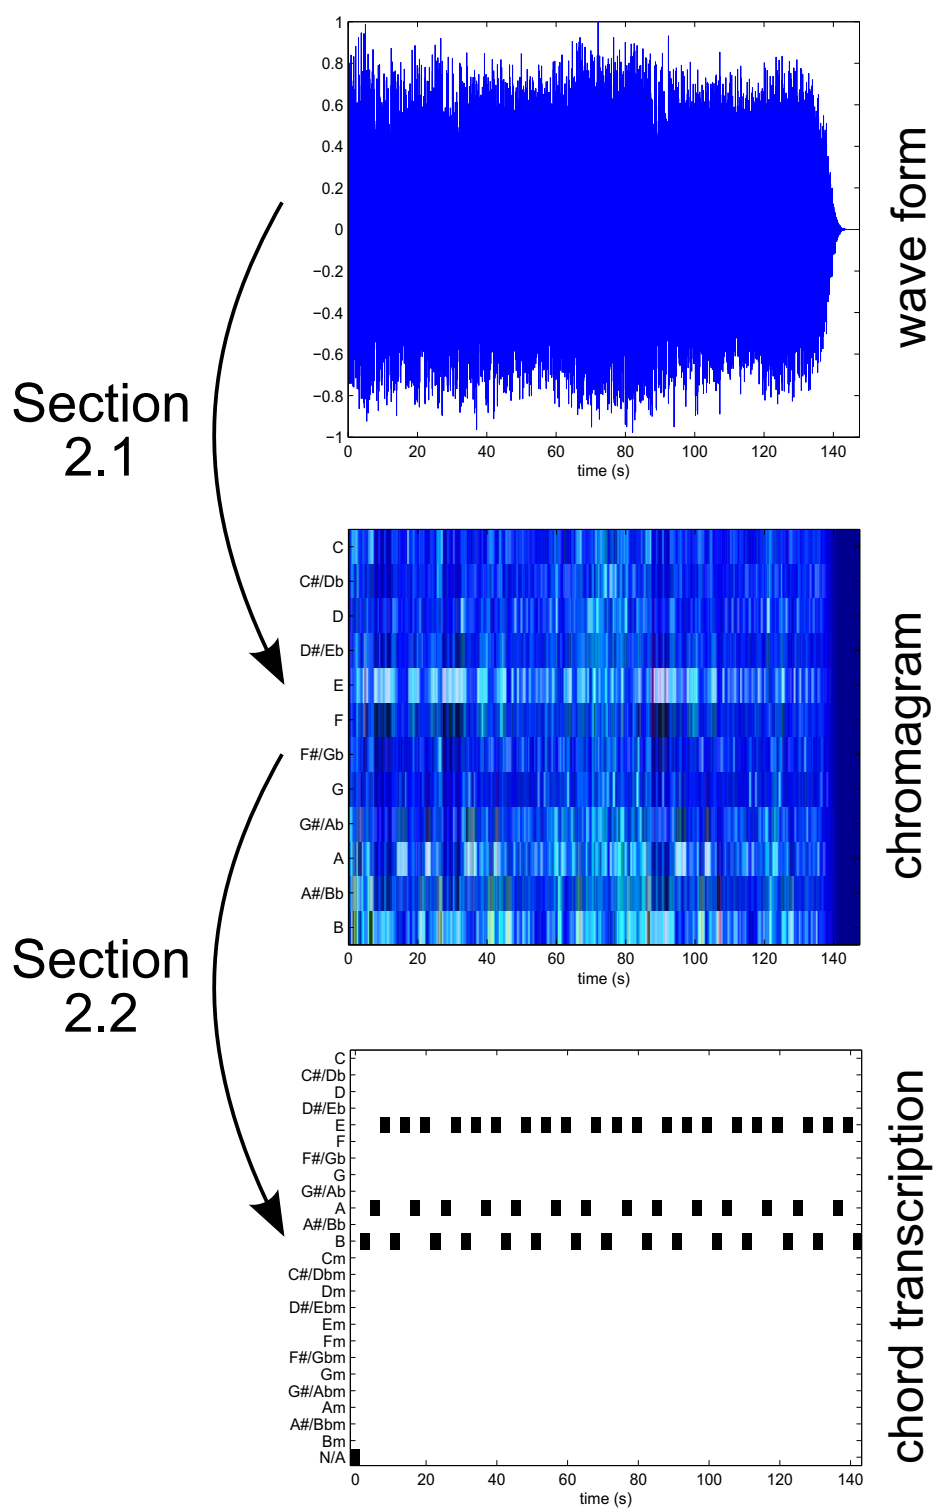 1
0.8
0.6
0.4
0.2
0
−0.2
−0.4
−0.6
−0.8
−1
0 20 40 60 80 100 120 140
time (s)
wave form
Section
2.1
C
C#/Db
D
D#/Eb
E
F
F#/Gb
G
G#/Ab
A
A#/Bb
B
0 20 40 60 80 100 120 140
time (s)
chromagram
Section
2.2
C
C#/Db
D
D#/Eb
E
F
F#/Gb
G
G#/Ab
A
A#/Bb
B
Cm
C#/Dbm
Dm
D#/Ebm
Em
Fm
F#/Gbm
Gm
G#/Abm
Am
A#/Bbm
Bm
N/A
0 20 40 60 80 100 120 140
time (s)
chord transcription